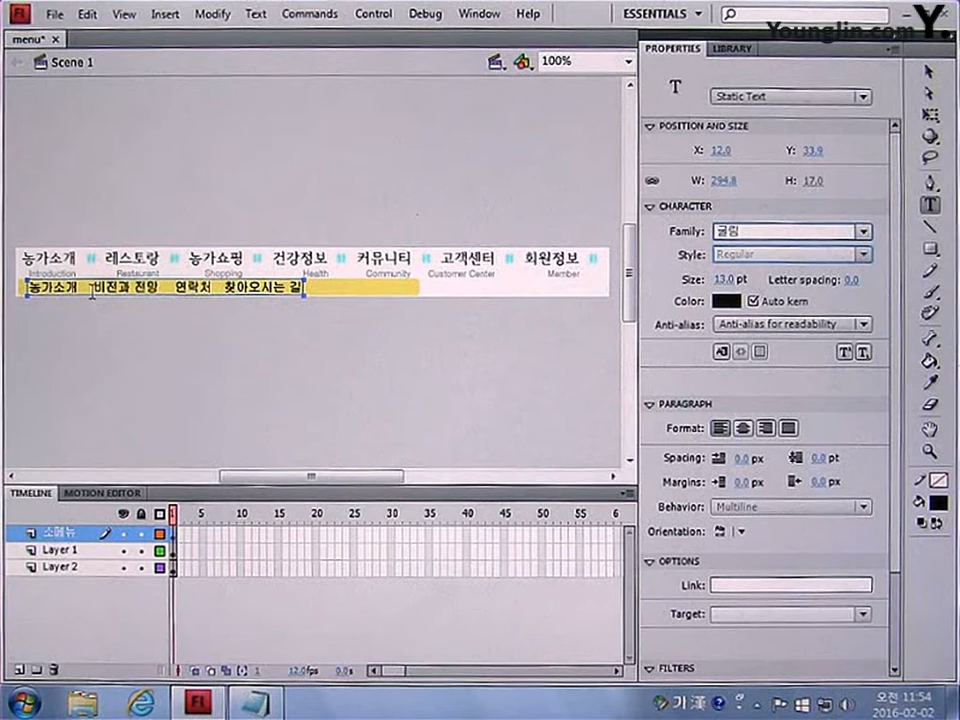 Fl File Edit View Insert Modify Text Commands Control Debug Window Help ESSENTIALS
Younglin.com Y.
menu* ×
Scene 1 100%
농가소개 레스토랑 농가쇼핑 건강정보 커뮤니티 고객센터 회원정보
Introduction Restaurant Shopping Health Community Customer Center Member
농가소개 비전과 전망 연락처 찾아오시는 길
PROPERTIES LIBRARY
T Static Text
POSITION AND SIZE
X: 12.0 Y: 33.9
W: 294.8 H: 17.0
CHARACTER
Family: 굴림
Style: Regular
Size: 13.0 pt Letter spacing: 0.0
Color: Auto kern
Anti-alias: Anti-alias for readability
PARAGRAPH
Format:
Spacing: 0.0 px 0.0 pt
Margins: 0.0 px 0.0 px
Behavior: Multiline
Orientation:
OPTIONS
Link:
Target:
FILTERS
TIMELINE MOTION EDITOR
1 5 10 15 20 25 30 35 40 45 50 55 6
소메뉴
Layer 1
Layer 2
1 12.0fps 0.0s
Fl 가 漢 오전 11:54
2016-02-02